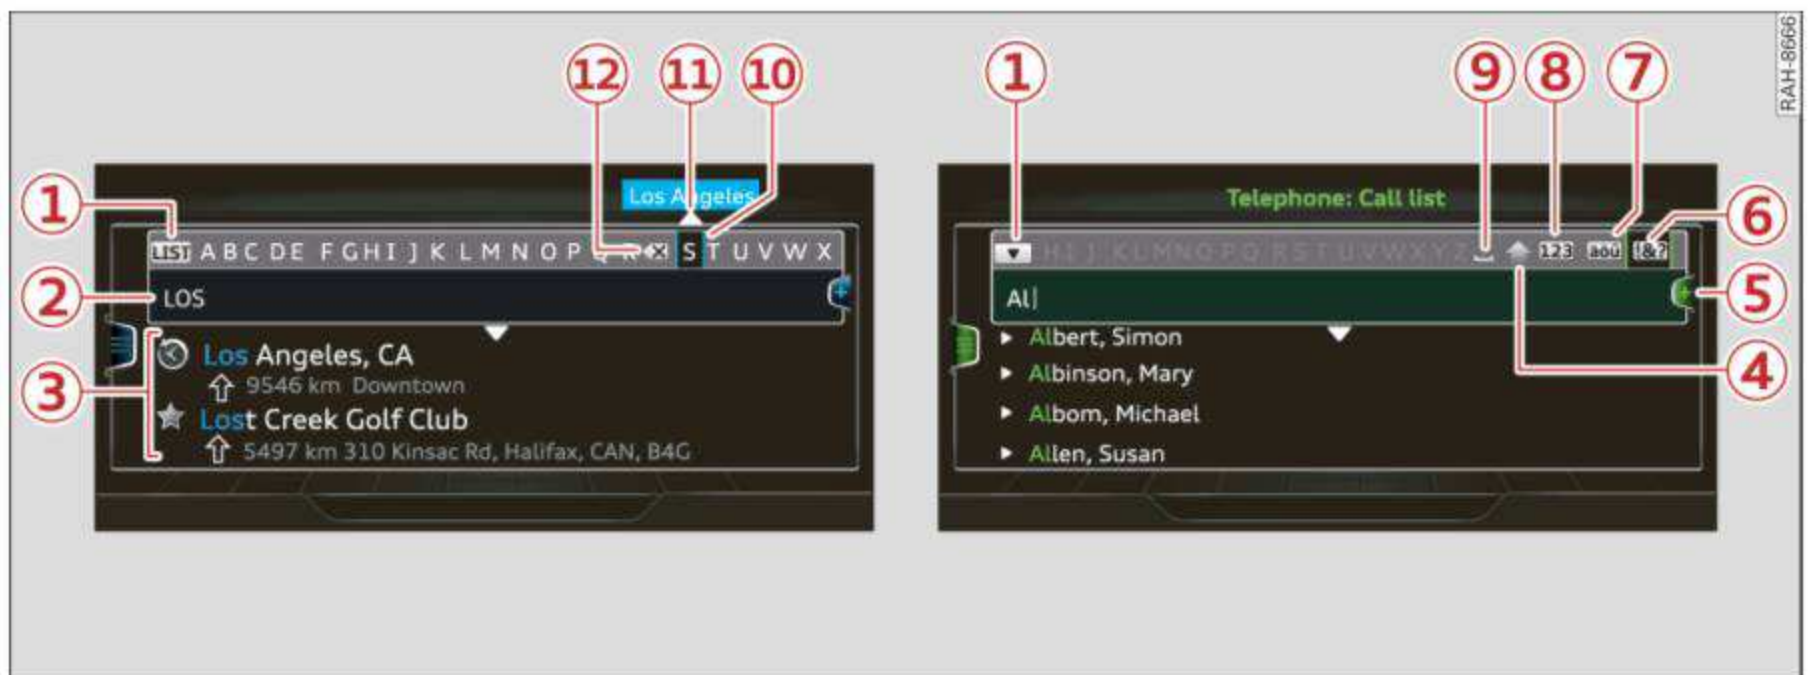 RAH-8666
12 11 10
1
Los Angeles
LIST A B C D E F G H I J K L M N O P Q R S T U V W X
2
LOS
3
Los Angeles, CA
9546 km Downtown
Lost Creek Golf Club
5497 km 310 Kinsac Rd, Halifax, CAN, B4G
1 9 8 7
Telephone: Call list
6
H I J K L M N O P Q R S T U V W X Y Z 123 aoü !&?
Al
5
4
Albert, Simon
Albinson, Mary
Albom, Michael
Allen, Susan